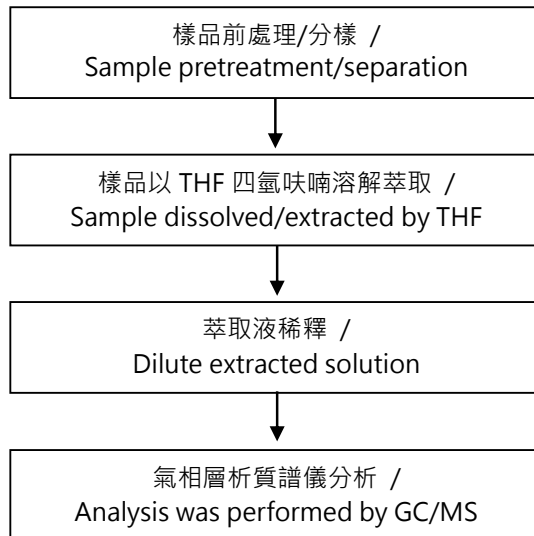 樣品前處理/分樣 /
Sample pretreatment/separation
樣品以 THF 四氫呋喃溶解萃取 /
Sample dissolved/extracted by THF
萃取液稀釋 /
Dilute extracted solution
氣相層析質譜儀分析 /
Analysis was performed by GC/MS